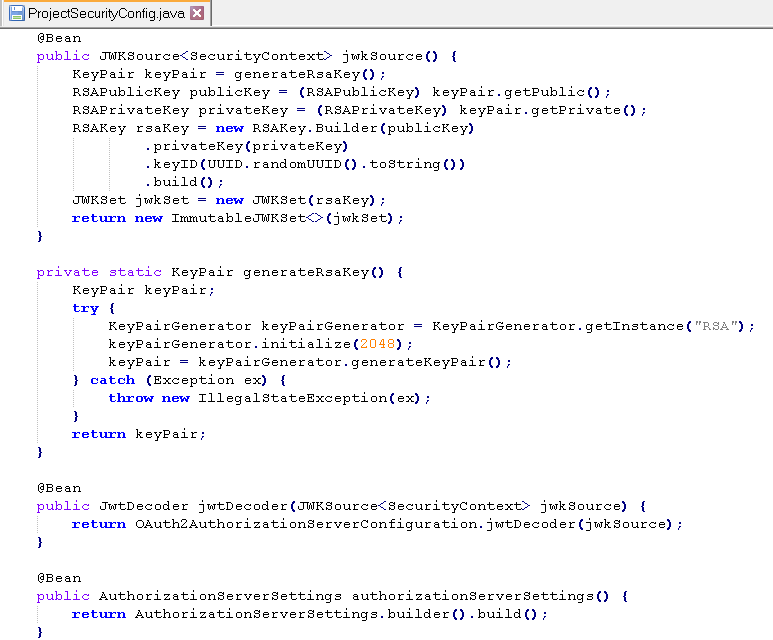 ProjectSecurityConfig.java
@Bean
public JWKSource<SecurityContext> jwkSource() {
    KeyPair keyPair = generateRsaKey();
    RSAPublicKey publicKey = (RSAPublicKey) keyPair.getPublic();
    RSAPrivateKey privateKey = (RSAPrivateKey) keyPair.getPrivate();
    RSAKey rsaKey = new RSAKey.Builder(publicKey)
            .privateKey(privateKey)
            .keyID(UUID.randomUUID().toString())
            .build();
    JWKSet jwkSet = new JWKSet(rsaKey);
    return new ImmutableJWKSet<>(jwkSet);
}

private static KeyPair generateRsaKey() {
    KeyPair keyPair;
    try {
        KeyPairGenerator keyPairGenerator = KeyPairGenerator.getInstance("RSA");
        keyPairGenerator.initialize(2048);
        keyPair = keyPairGenerator.generateKeyPair();
    } catch (Exception ex) {
        throw new IllegalStateException(ex);
    }
    return keyPair;
}

@Bean
public JwtDecoder jwtDecoder(JWKSource<SecurityContext> jwkSource) {
    return OAuth2AuthorizationServerConfiguration.jwtDecoder(jwkSource);
}

@Bean
public AuthorizationServerSettings authorizationServerSettings() {
    return AuthorizationServerSettings.builder().build();
}